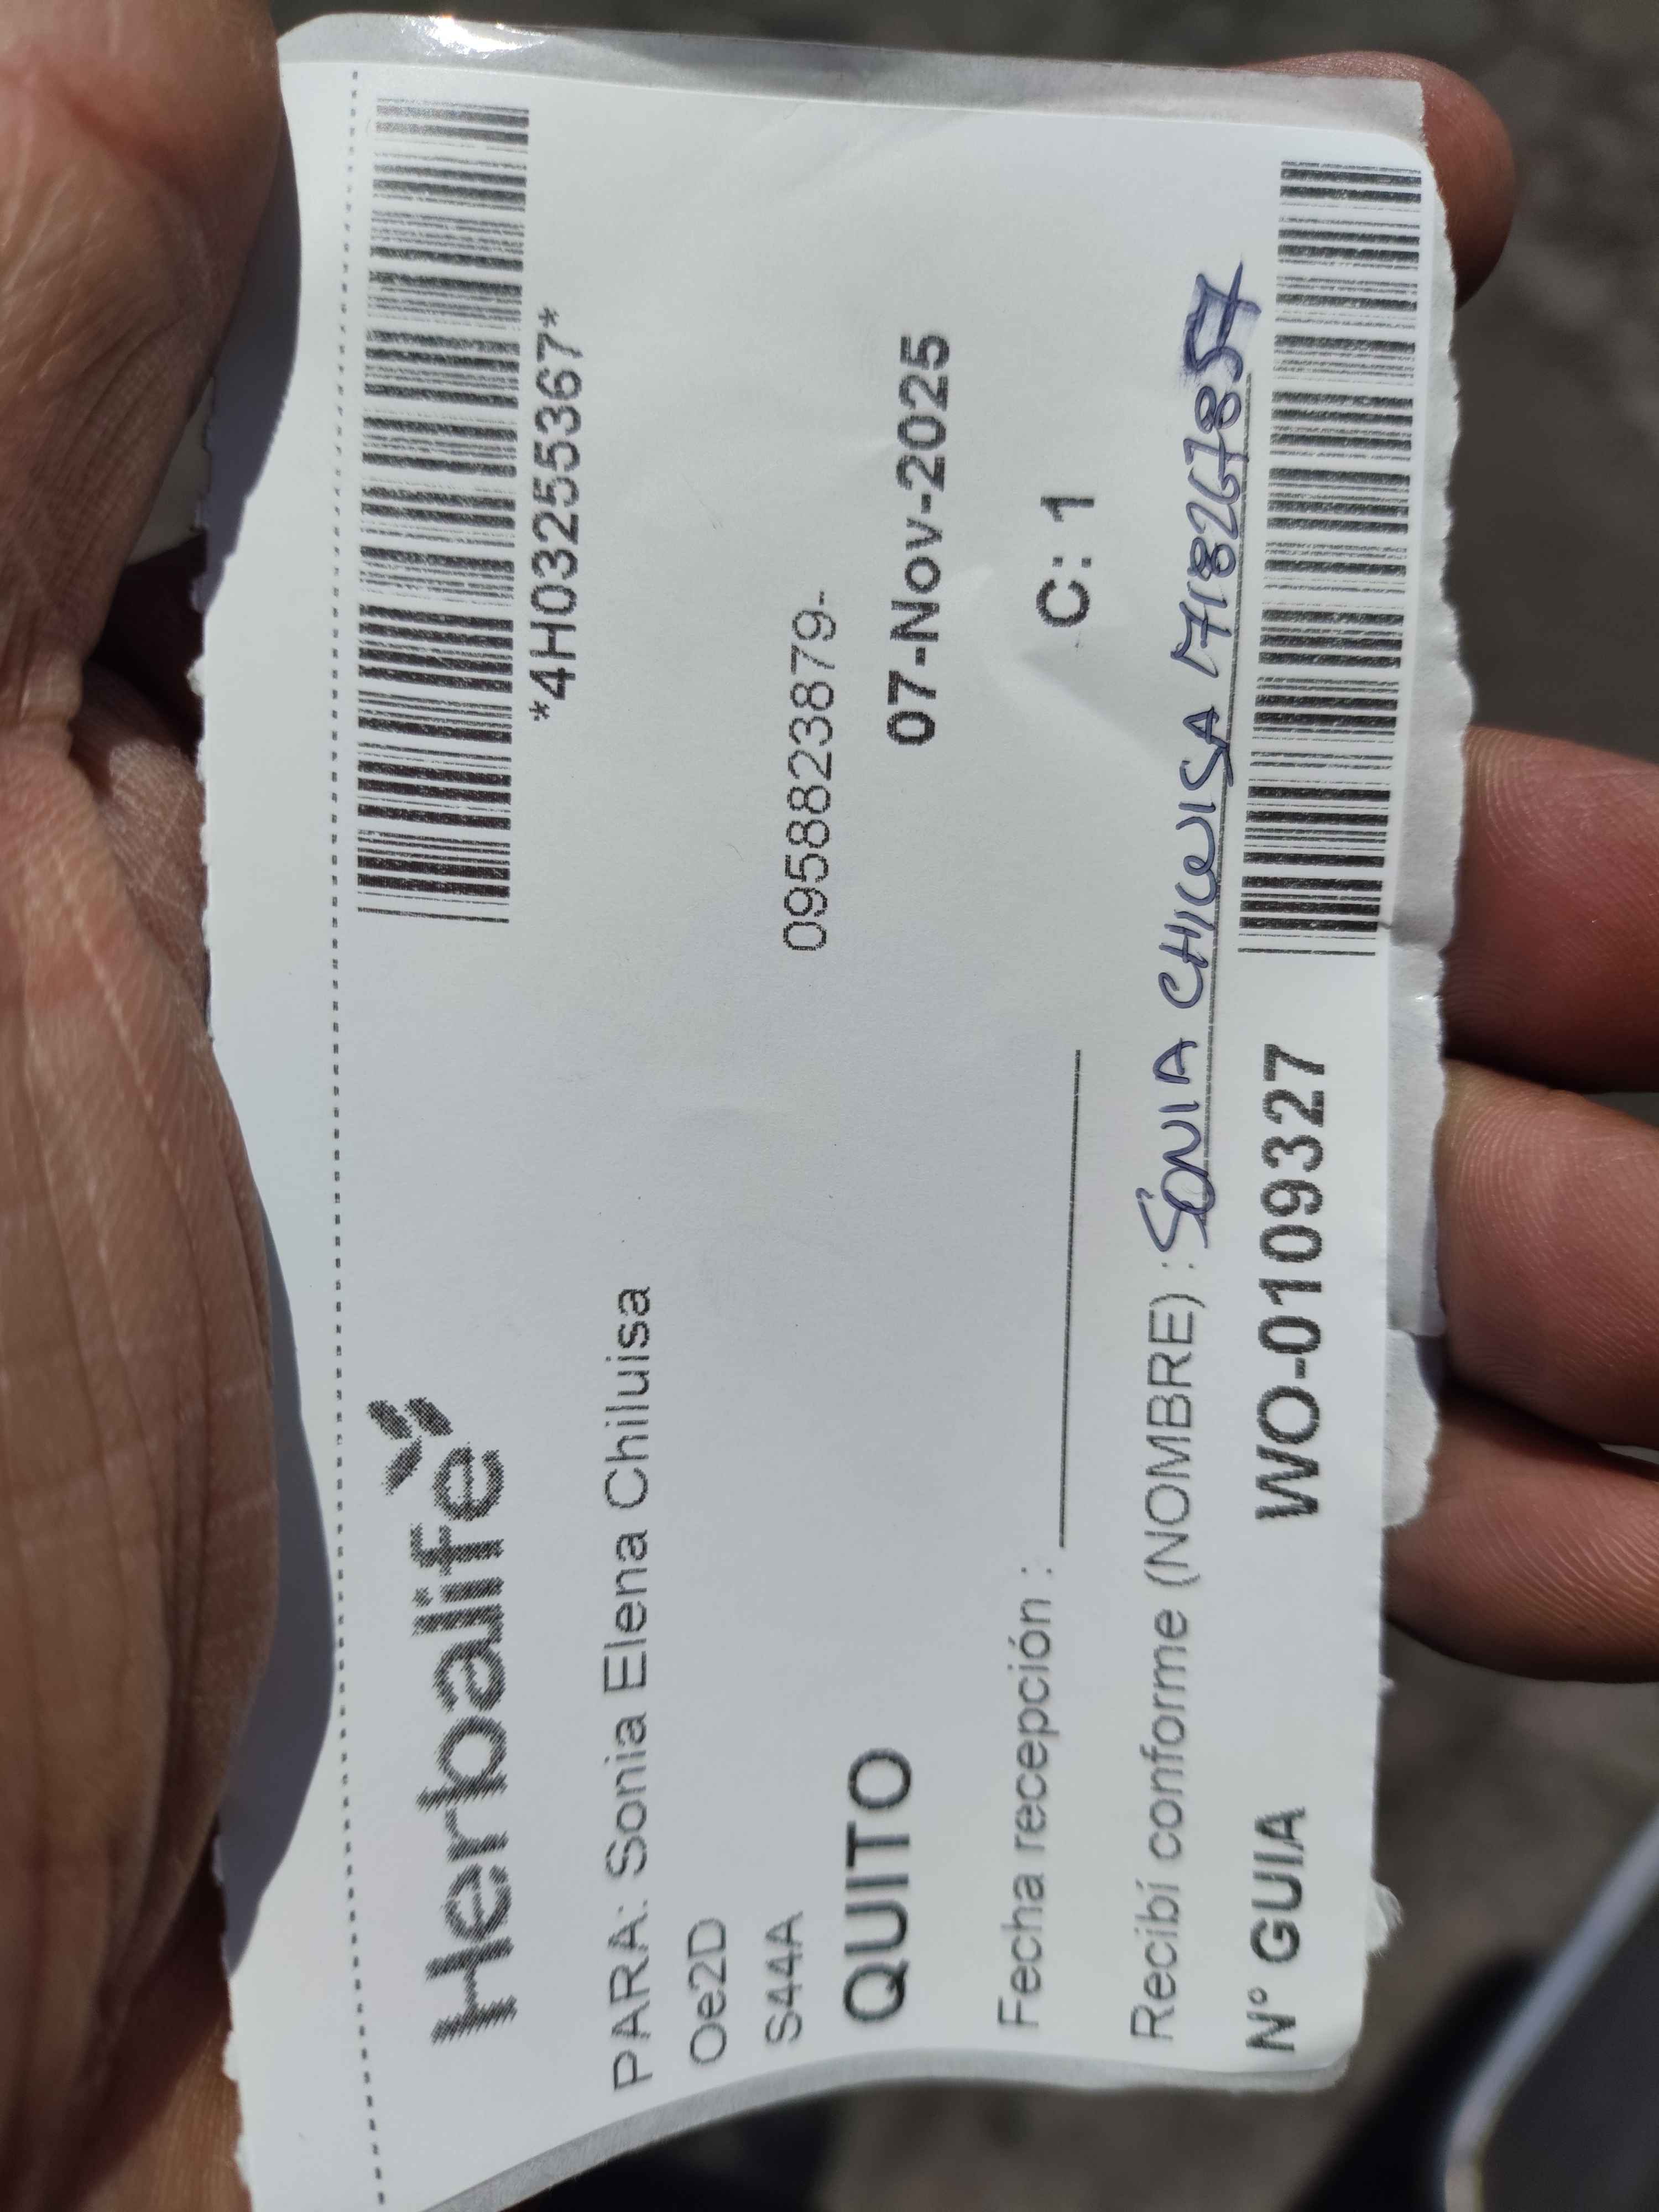 Herbalife
*4H03255367*
PARA: Sonia Elena Chiluisa
Oe2D
S44A
0958823879-
QUITO
07-Nov-2025
Fecha recepción :
C: 1
Recibí conforme (NOMBRE) : SONIA CHILUISA
N° GUIA WO-0109327